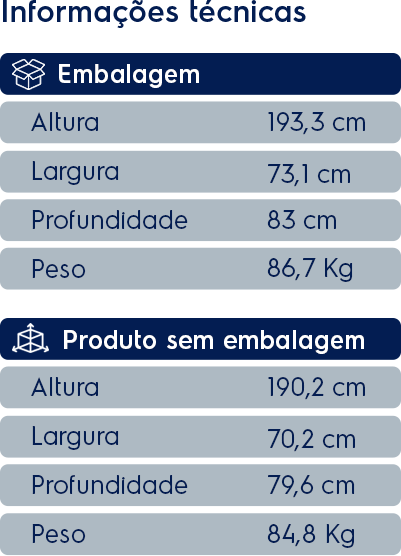 Informações técnicas
Embalagem
Altura 193,3 cm
Largura 73,1 cm
Profundidade 83 cm
Peso 86,7 Kg
Produto sem embalagem
Altura 190,2 cm
Largura 70,2 cm
Profundidade 79,6 cm
Peso 84,8 Kg